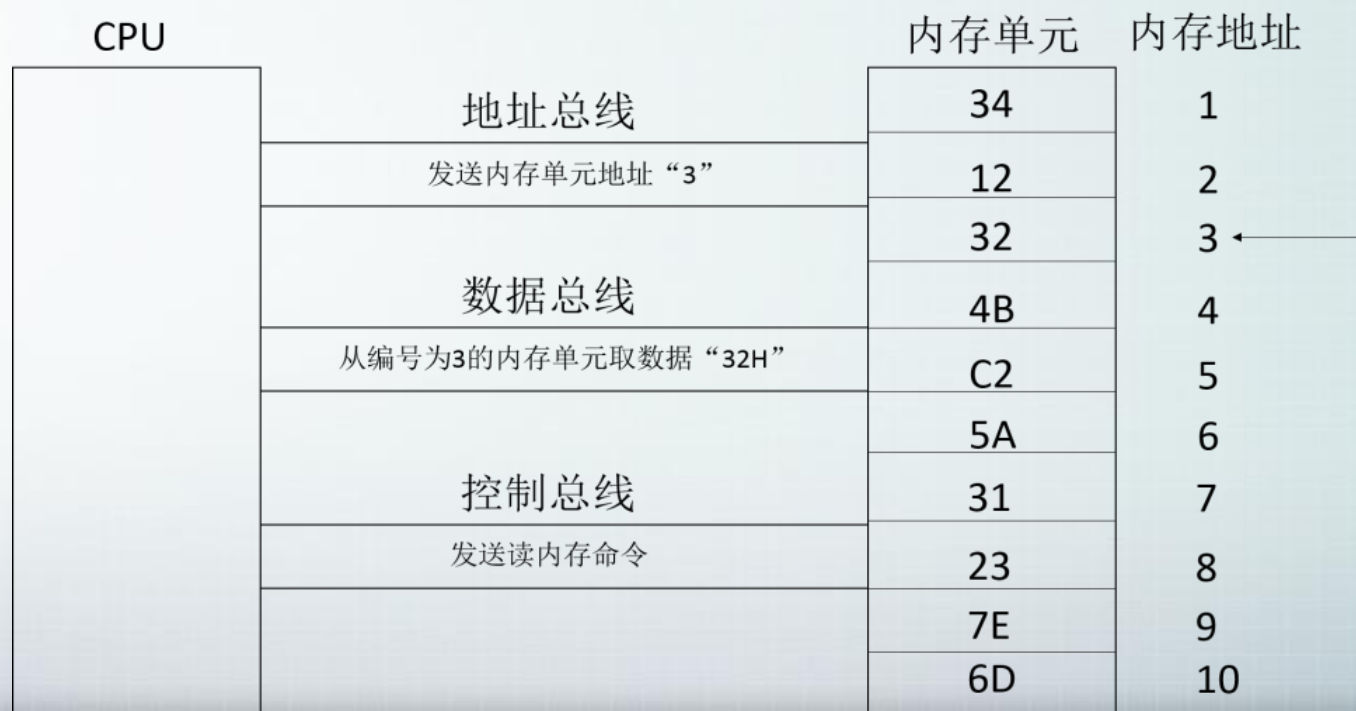 CPU
内存单元 内存地址
地址总线
发送内存单元地址“3”
数据总线
从编号为3的内存单元取数据“32H”
控制总线
发送读内存命令
34 1
12 2
32 3
4B 4
C2 5
5A 6
31 7
23 8
7E 9
6D 10